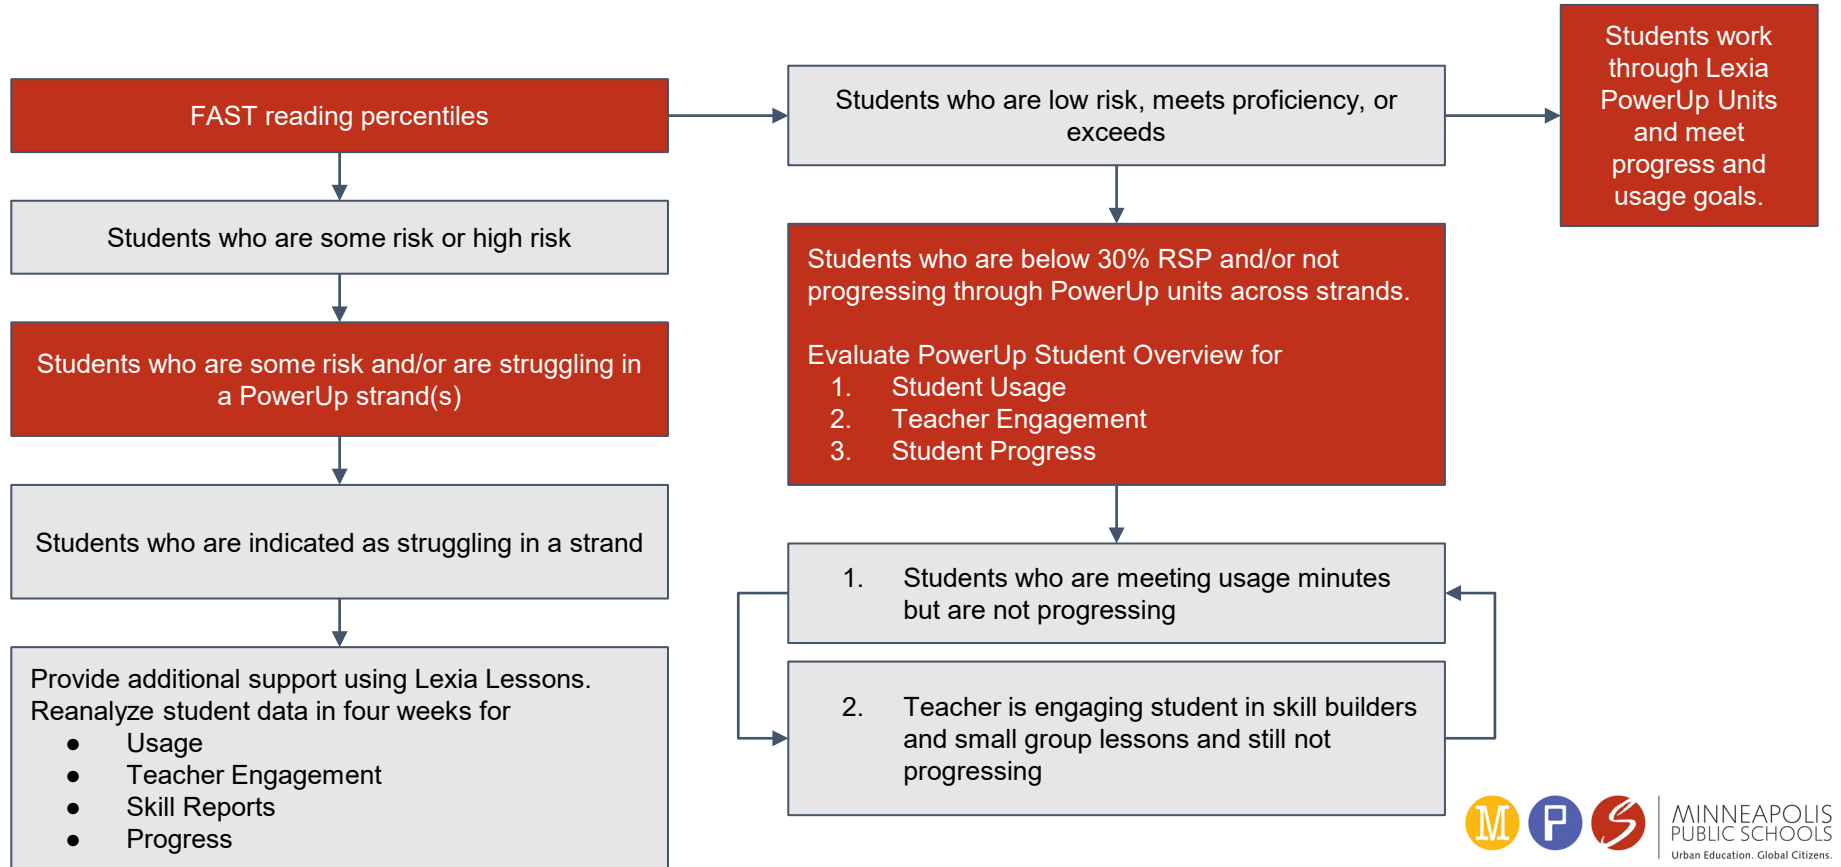 FAST reading percentiles
Students who are some risk or high risk
Students who are some risk and/or are struggling in
a PowerUp strand(s)
Students who are indicated as struggling in a strand
Provide additional support using Lexia Lessons.
Reanalyze student data in four weeks for
● Usage
● Teacher Engagement
● Skill Reports
● Progress
Students who are low risk, meets proficiency, or
exceeds
Students who are below 30% RSP and/or not
progressing through PowerUp units across strands.
Evaluate PowerUp Student Overview for
1. Student Usage
2. Teacher Engagement
3. Student Progress
1. Students who are meeting usage minutes
but are not progressing
2. Teacher is engaging student in skill builders
and small group lessons and still not
progressing
Students work
through Lexia
PowerUp Units
and meet
progress and
usage goals.
M P S
MINNEAPOLIS
PUBLIC SCHOOLS
Urban Education. Global Citizens.